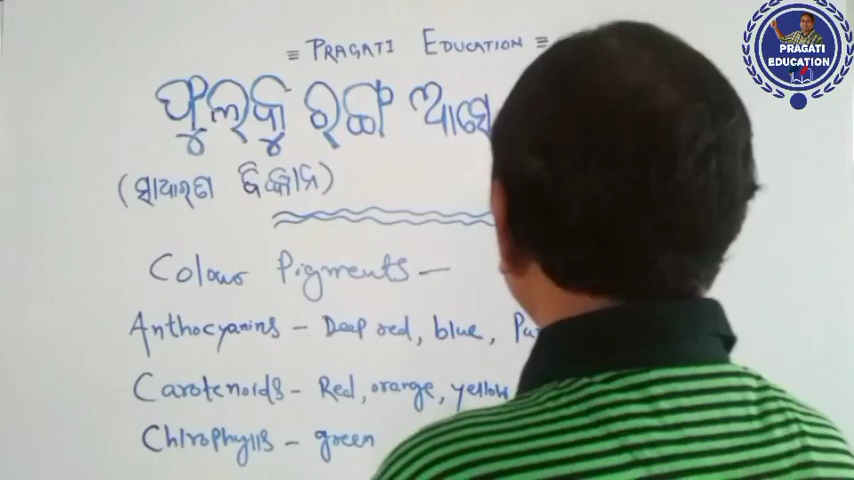 ≡ PRAGATI EDUCATION ≡
ଫୁଲକୁ ରଙ୍ଗ ଆସେ
(ସାଧାରଣ ବିଜ୍ଞାନ)
Colour Pigments —
Anthocyanins – Deep red, blue,
Carotenoids – Red, orange, yellow
Chlrophylls – green
PRAGATI
EDUCATION